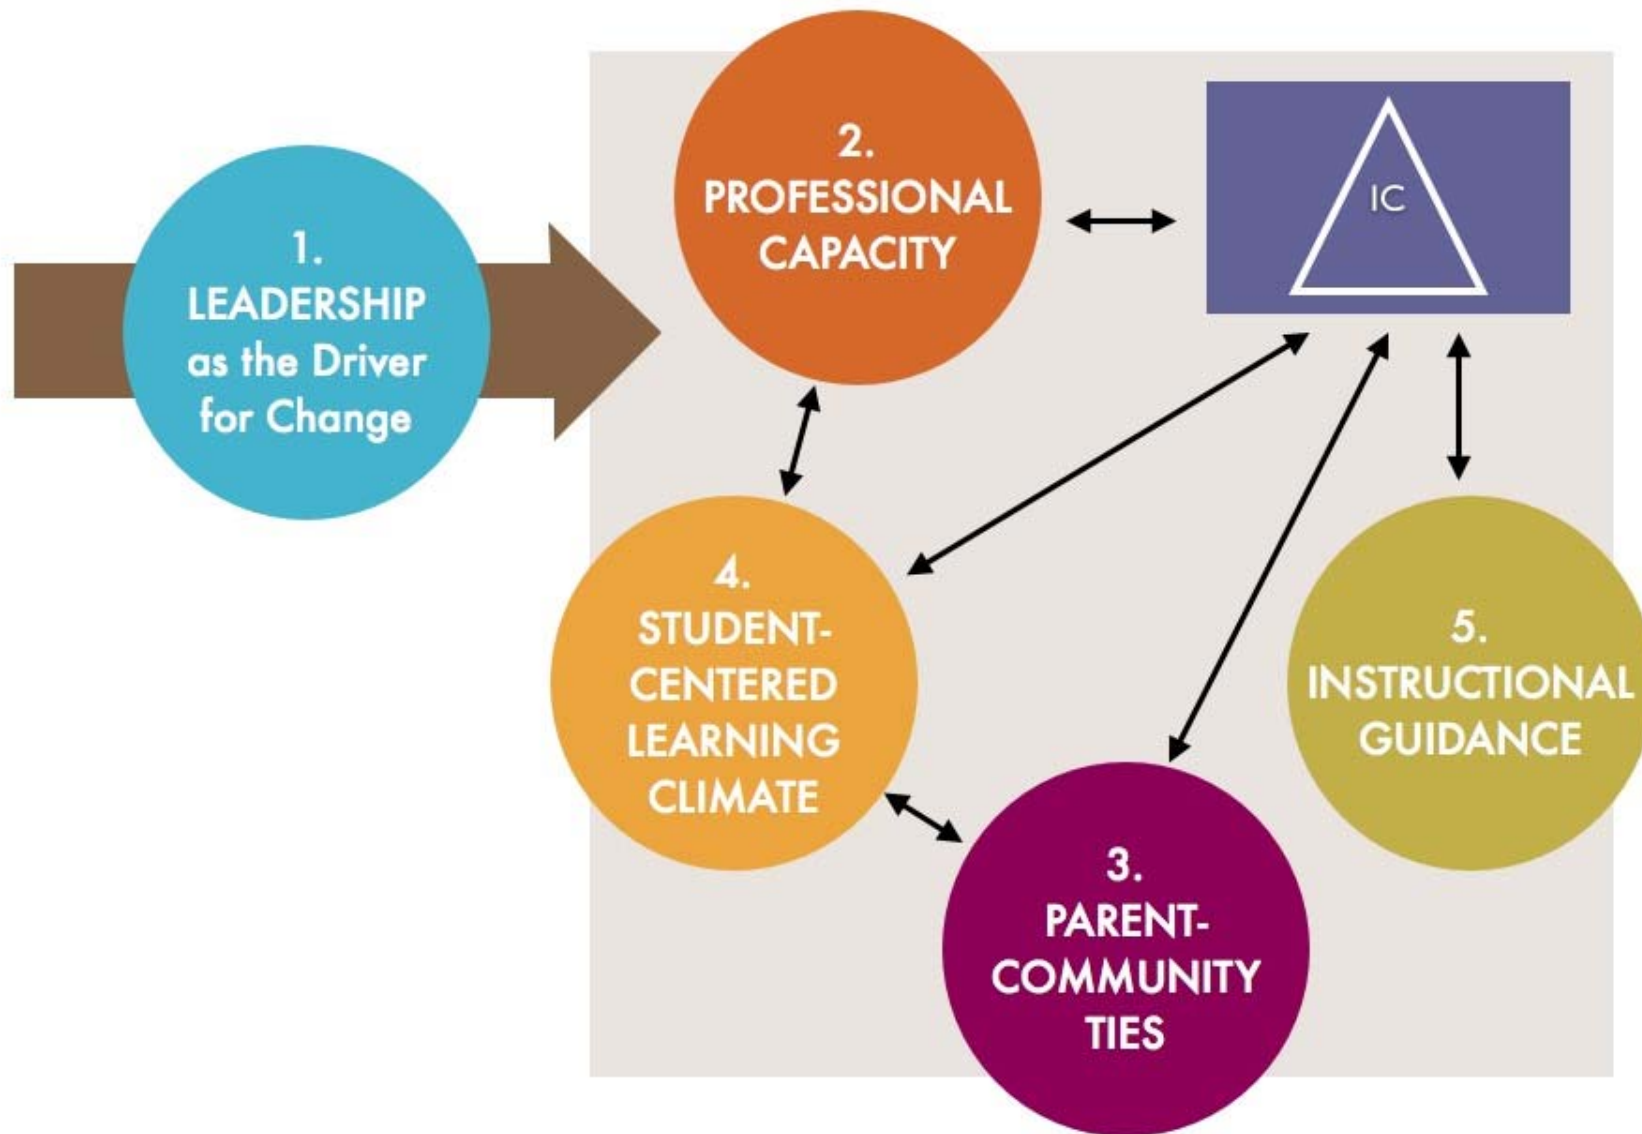 1.
LEADERSHIP
as the Driver
for Change
2.
PROFESSIONAL
CAPACITY
IC
4.
STUDENT-
CENTERED
LEARNING
CLIMATE
3.
PARENT-
COMMUNITY
TIES
5.
INSTRUCTIONAL
GUIDANCE